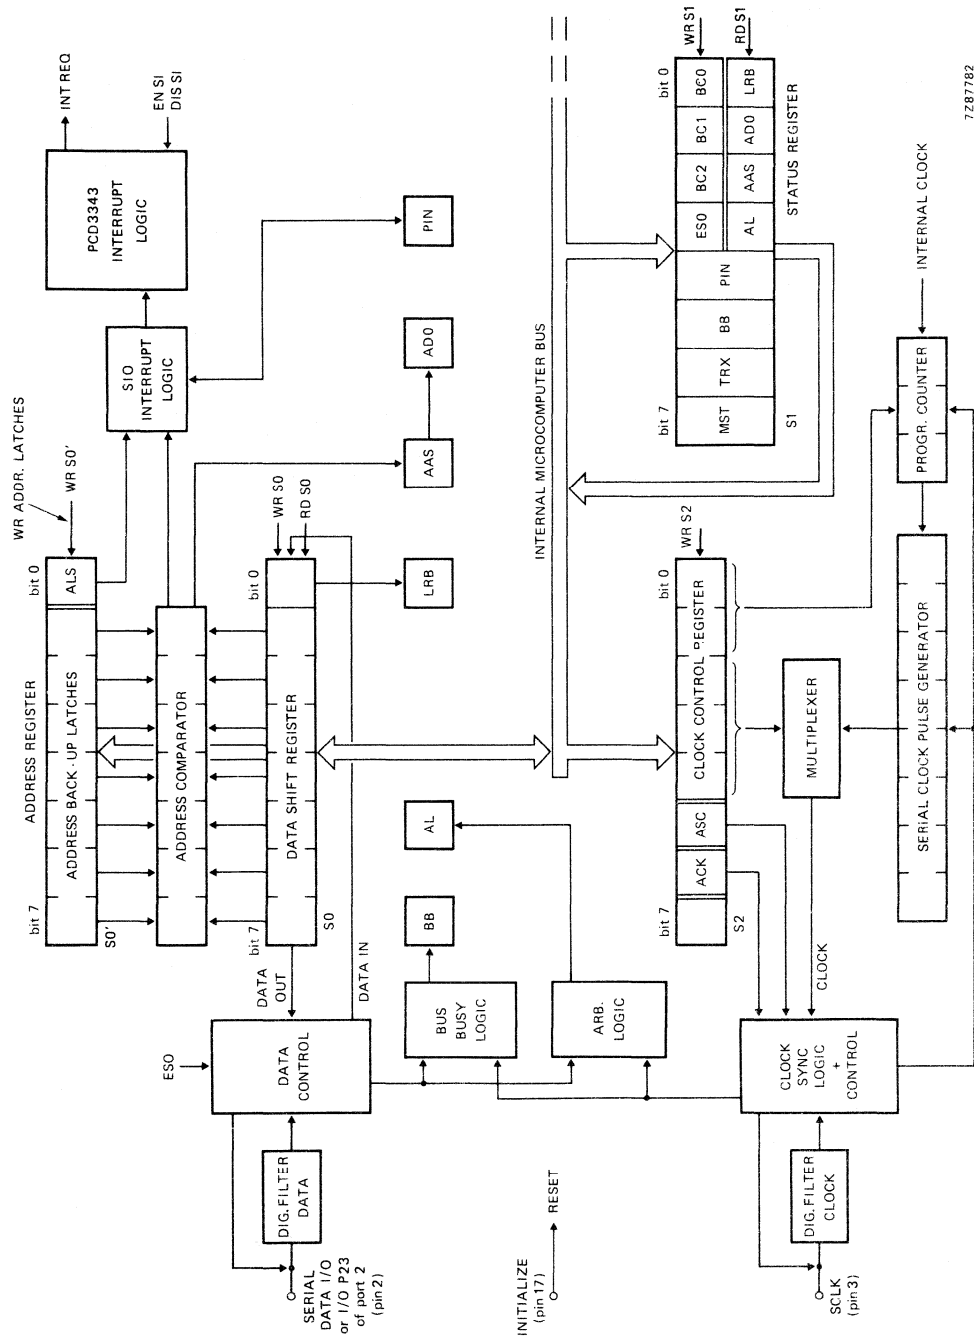 SERIAL
DATA I/O
or I/O P23
of port 2
(pin 2)
DIG. FILTER
DATA
ESO
DATA
CONTROL
DATA
OUT
DATA IN
ADDRESS REGISTER
bit 7
bit 0
ADDRESS BACK-UP LATCHES
ALS
S0'
WR ADDR. LATCHES
WR S0'
ADDRESS COMPARATOR
bit 7
bit 0
DATA SHIFT REGISTER
S0
WR S0
RD S0
SIO
INTERRUPT
LOGIC
PCD3343
INTERRUPT
LOGIC
INT REQ
EN SI
DIS SI
BUS
BUSY
LOGIC
BB
AL
LRB
AAS
AD0
PIN
ARB.
LOGIC
INITIALIZE
(pin 17)
RESET
INTERNAL MICROCOMPUTER BUS
SCLK
(pin 3)
DIG. FILTER
CLOCK
CLOCK
SYNC
LOGIC
+
CONTROL
CLOCK
bit 7
bit 0
ACK
ASC
CLOCK CONTROL REGISTER
S2
WR S2
MULTIPLEXER
SERIAL CLOCK PULSE GENERATOR
PROGR. COUNTER
INTERNAL CLOCK
bit 7
bit 0
MST
TRX
BB
PIN
ES0
BC2
BC1
BC0
WR S1
AL
AAS
AD0
LRB
RD S1
S1
STATUS REGISTER
7Z87782